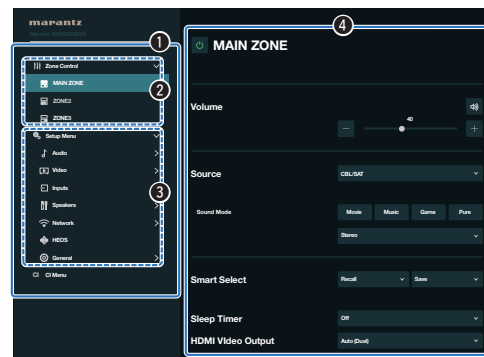 marantz
1
4
MAIN ZONE
Zone Control
2
MAIN ZONE
ZONE2
ZONE3
Volume
40
Setup Menu
Audio
Video
Inputs
3
Speakers
Network
HEOS
General
CI CI Menu
Source CBL/SAT
Sound Mode Movie Music Game Pure
Stereo
Smart Select Recall Save
Sleep Timer Off
HDMI VIdeo Output Auto (Dual)